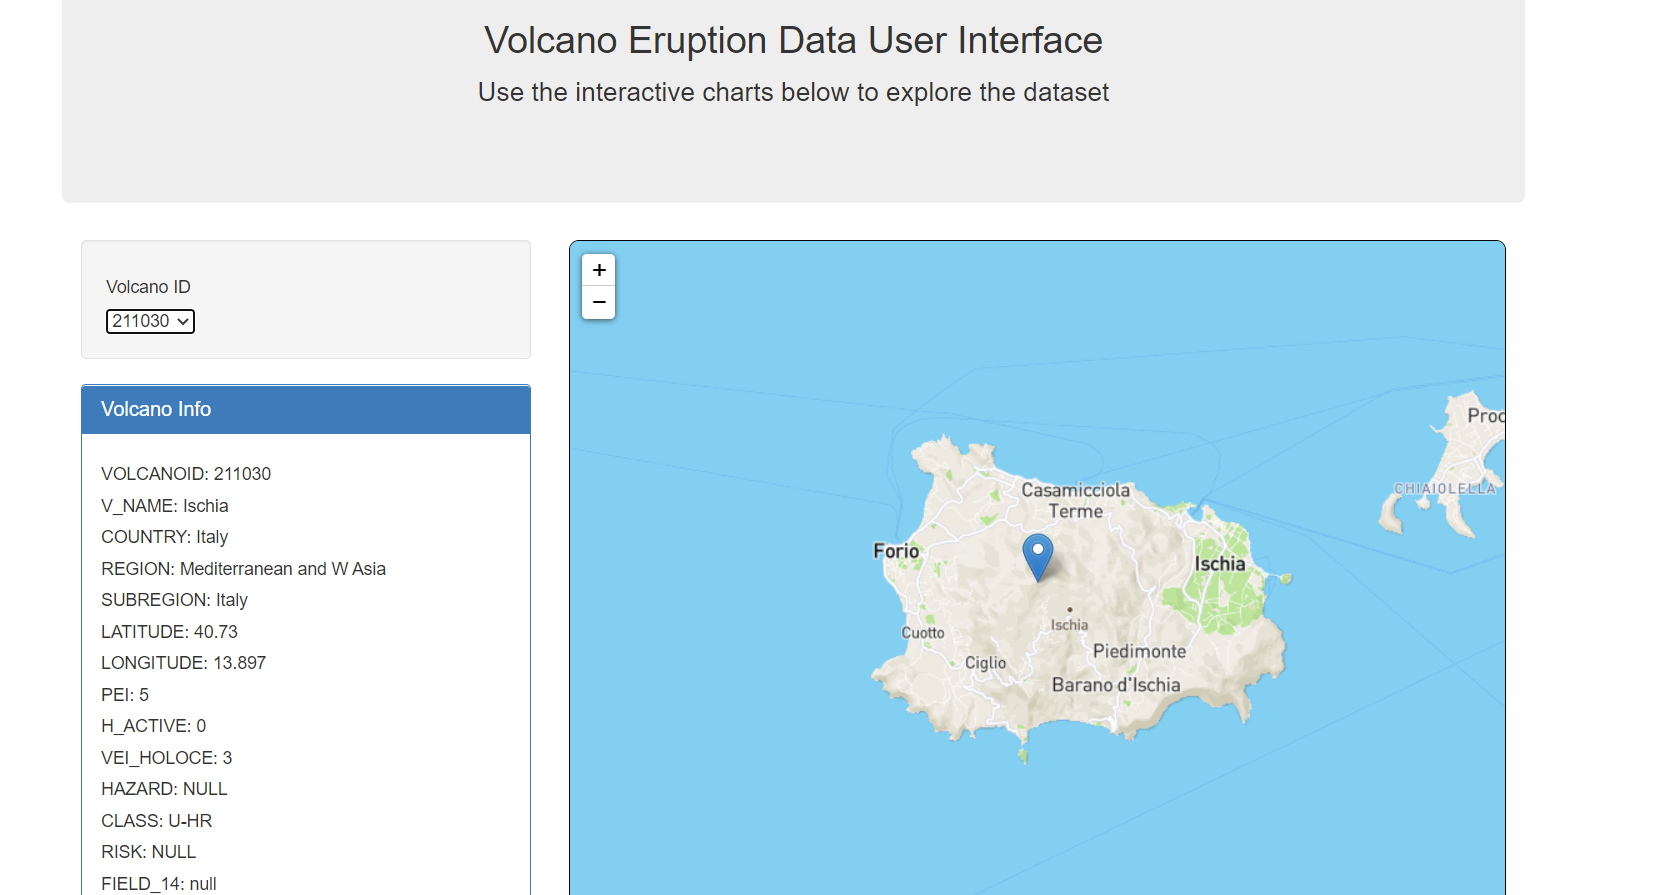 Volcano Eruption Data User Interface
Use the interactive charts below to explore the dataset
Volcano ID
211030
Volcano Info
VOLCANOID: 211030
V_NAME: Ischia
COUNTRY: Italy
REGION: Mediterranean and W Asia
SUBREGION: Italy
LATITUDE: 40.73
LONGITUDE: 13.897
PEI: 5
H_ACTIVE: 0
VEI_HOLOCE: 3
HAZARD: NULL
CLASS: U-HR
RISK: NULL
FIELD_14: null
+
−
Proc
CHIAIOLELLA
Casamicciola
Terme
Forio
Ischia
Ischia
Cuotto
Piedimonte
Ciglio
Barano d'Ischia